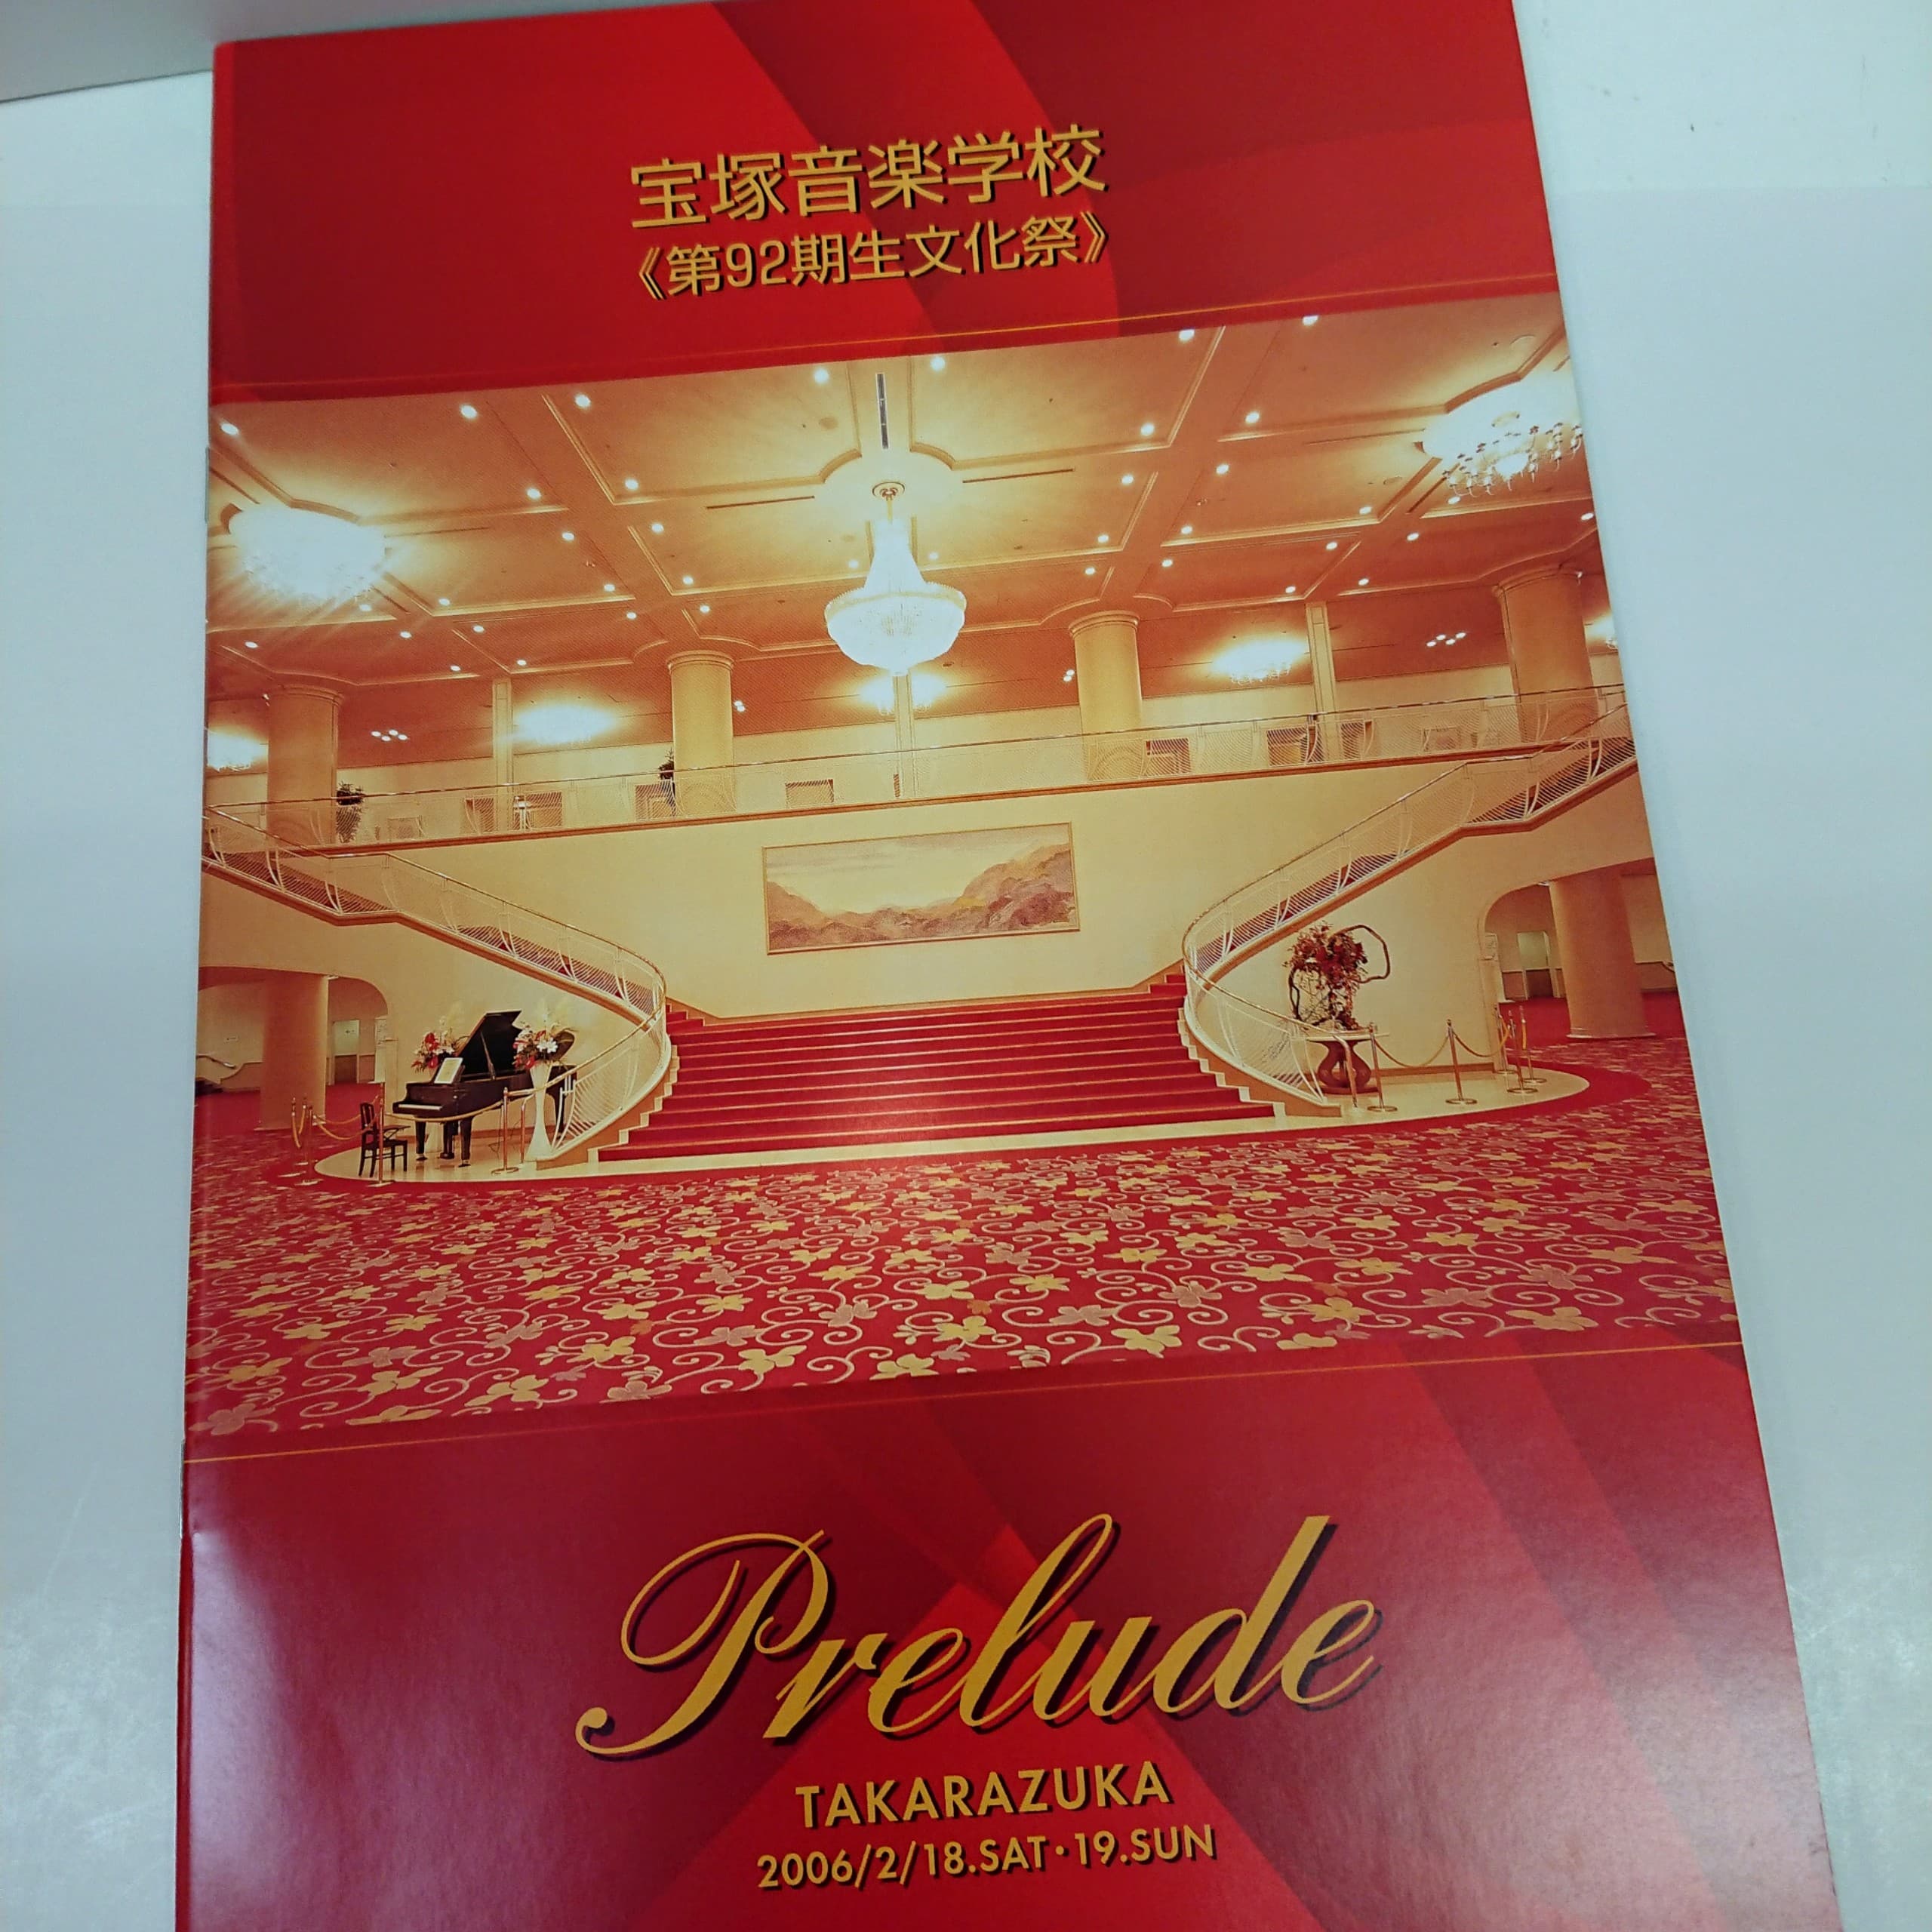 宝塚音楽学校
《第92期生文化祭》
Prelude
TAKARAZUKA
2006/2/18.SAT・19.SUN